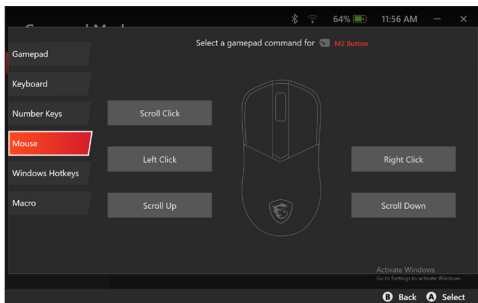 64% 11:56 AM
Select a gamepad command for M2 Button
Gamepad
Keyboard
Number Keys
Mouse
Windows Hotkeys
Macro
Scroll Click
Left Click
Right Click
Scroll Up
Scroll Down
Activate Windows
Go to Settings to activate Windows.
B Back A Select